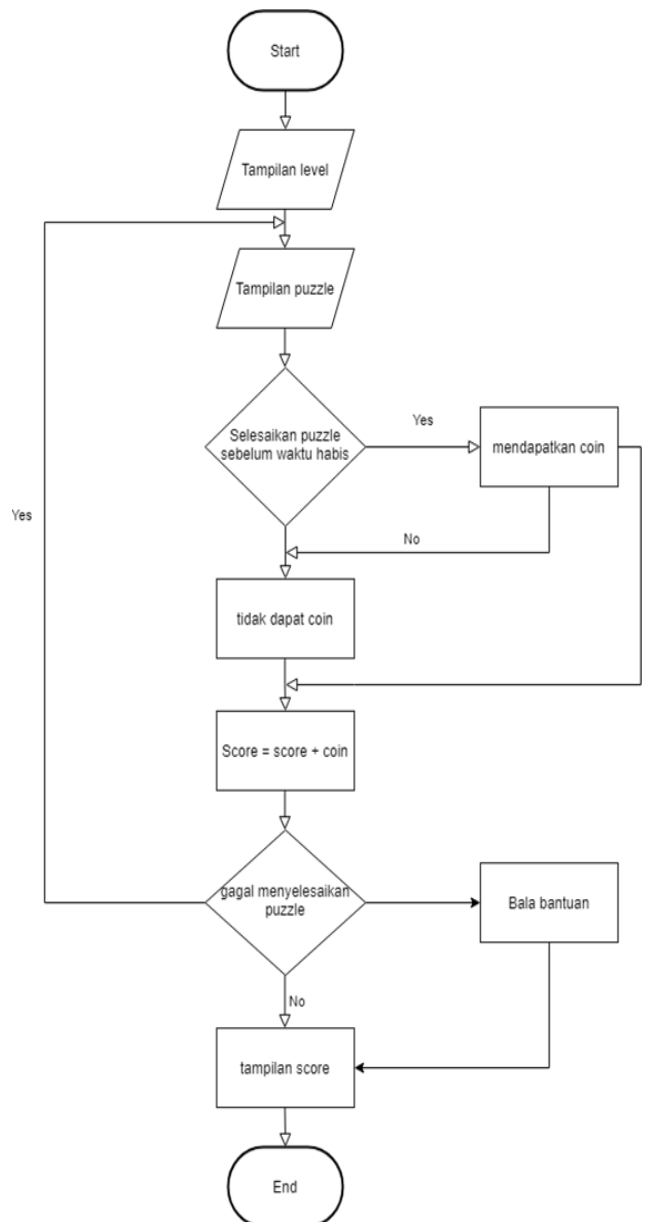 Start
Tampilan level
Tampilan puzzle
Selesaikan puzzle
sebelum waktu habis
Yes
mendapatkan coin
Yes
No
tidak dapat coin
Score = score + coin
gagal menyelesaikan
puzzle
Bala bantuan
No
tampilan score
End